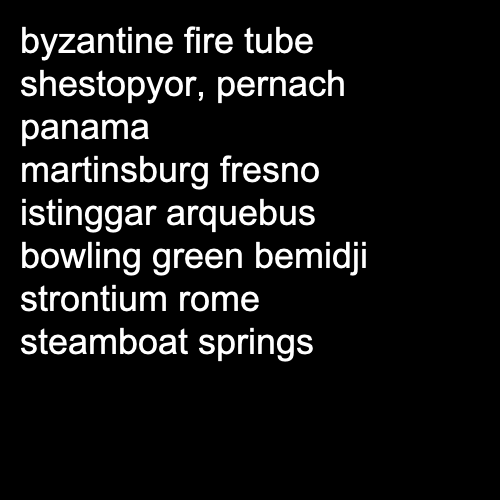 byzantine fire tube
shestopyor, pernach
panama
martinsburg fresno
istinggar arquebus
bowling green bemidji
strontium rome
steamboat springs